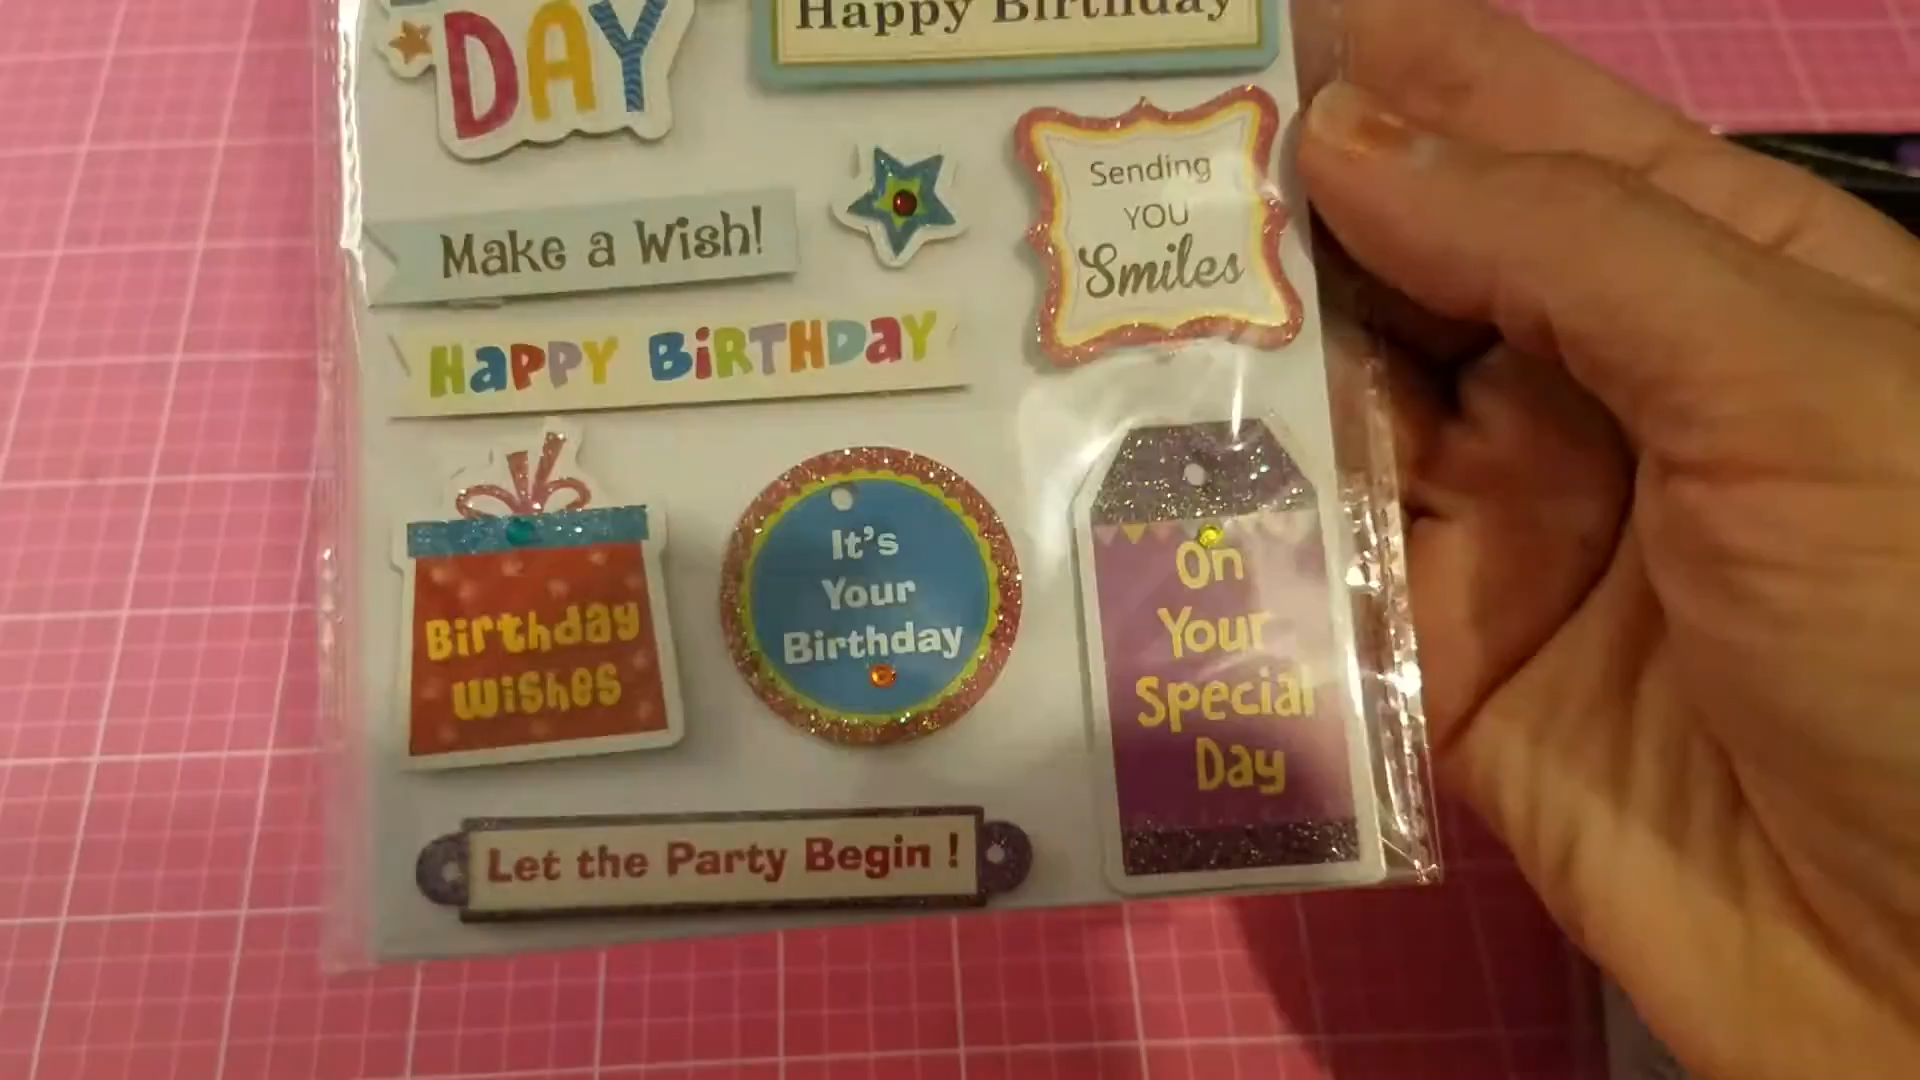 DAY
Happy Birthday
Sending
YOU
Smiles
Make a Wish!
HAPPY BIRTHDAY
Birthday
Wishes
It's
Your
Birthday
On
Your
Special
Day
Let the Party Begin !